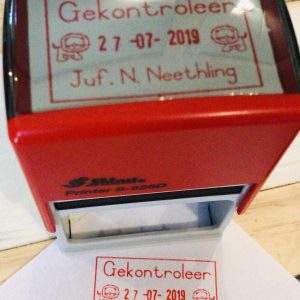 Gekontroleer
27 -07- 2019
Juf. N. Neethling
Shiny
Printer S-828D
Gekontroleer
27 -07- 2019